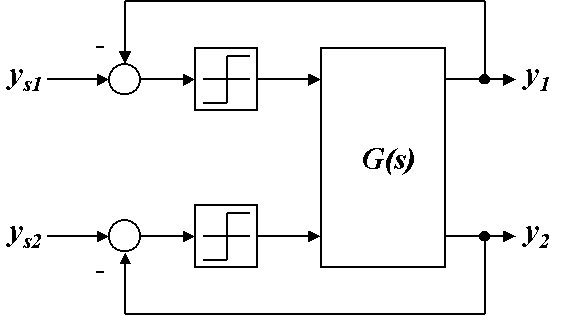 -
y_s1 y_1
G(s)
y_s2 y_2
-